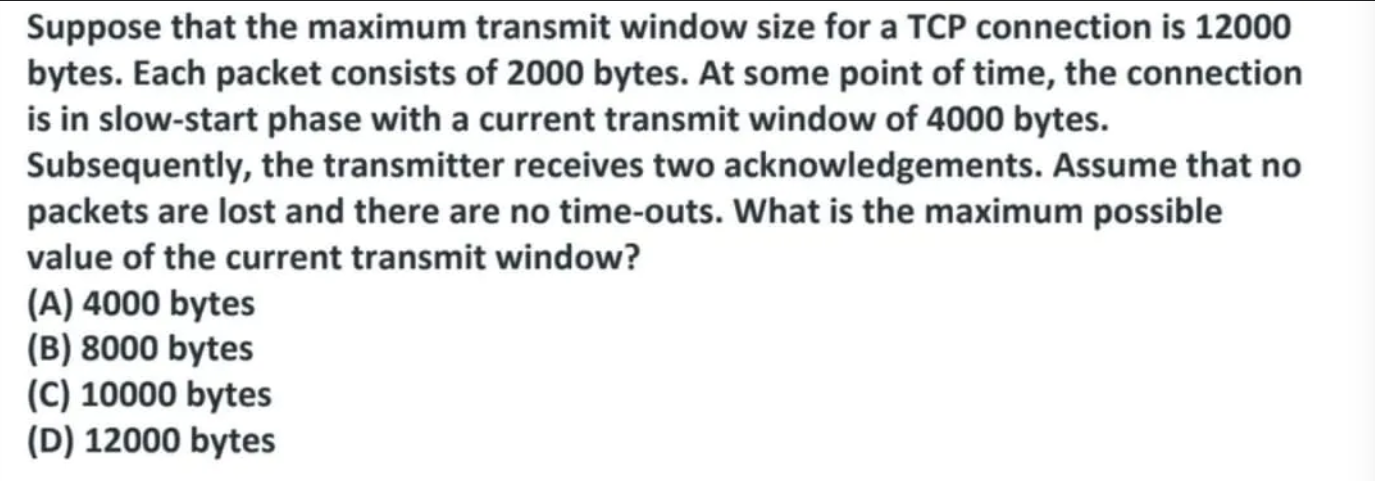 Suppose that the maximum transmit window size for a TCP connection is 12000
bytes. Each packet consists of 2000 bytes. At some point of time, the connection
is in slow-start phase with a current transmit window of 4000 bytes.
Subsequently, the transmitter receives two acknowledgements. Assume that no
packets are lost and there are no time-outs. What is the maximum possible
value of the current transmit window?
(A) 4000 bytes
(B) 8000 bytes
(C) 10000 bytes
(D) 12000 bytes